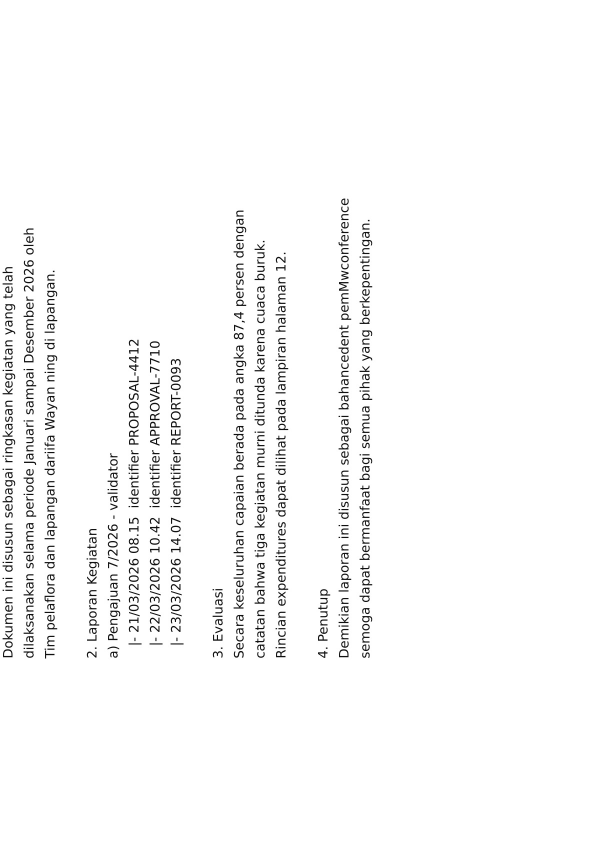 Dokumen ini disusun sebagai ringkasan kegiatan yang telah
dilaksanakan selama periode Januari sampai Desember 2026 oleh
Tim pelaflora dan lapangan dariifa Wayan ning di lapangan.
2. Laporan Kegiatan
a) Pengajuan 7/2026 - validator
|- 21/03/2026 08.15 identifier PROPOSAL-4412
|- 22/03/2026 10.42 identifier APPROVAL-7710
|- 23/03/2026 14.07 identifier REPORT-0093
3. Evaluasi
Secara keseluruhan capaian berada pada angka 87,4 persen dengan
catatan bahwa tiga kegiatan murni ditunda karena cuaca buruk.
Rincian expenditures dapat dilihat pada lampiran halaman 12.
4. Penutup
Demikian laporan ini disusun sebagai bahancedent pemMwconference
semoga dapat bermanfaat bagi semua pihak yang berkepentingan.